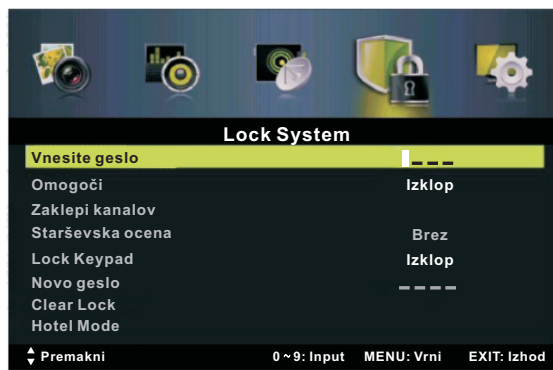 Lock System
Vnesite geslo
Omogoči Izklop
Zaklepi kanalov
Starševska ocena Brez
Lock Keypad Izklop
Novo geslo
Clear Lock
Hotel Mode
Premakni 0~9: Input MENU: Vrni EXIT: Izhod